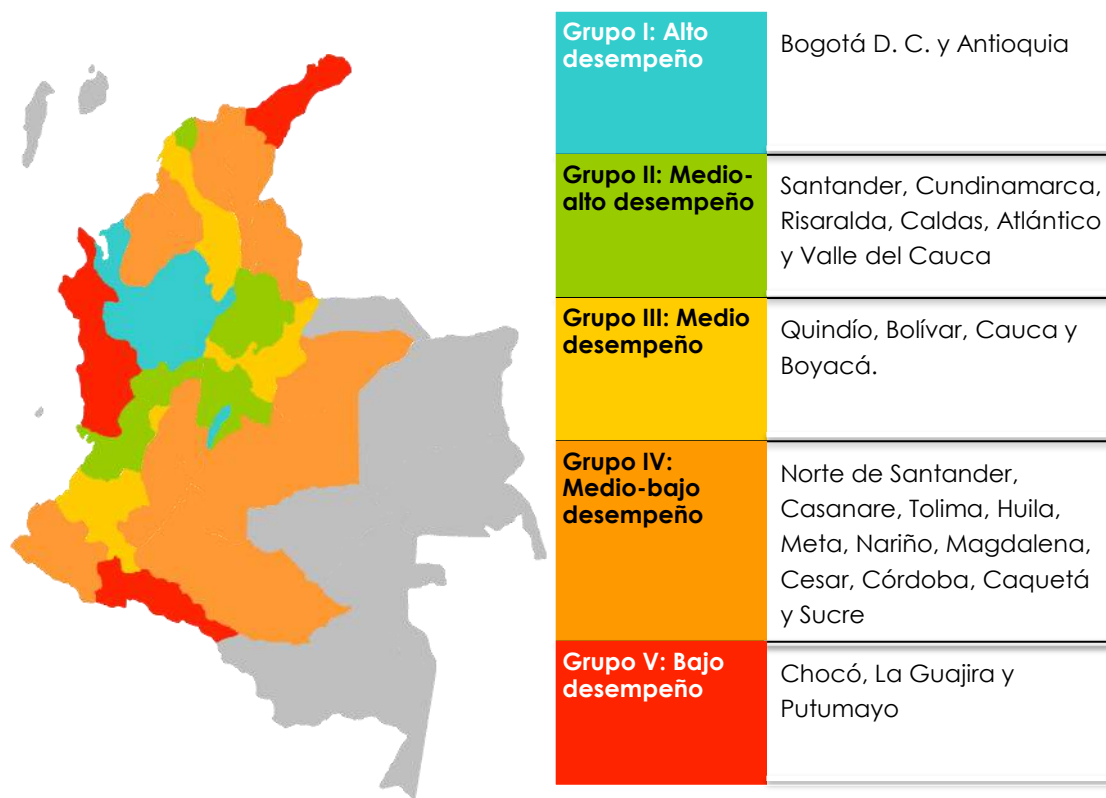 Grupo I: Alto
desempeño
Bogotá D. C. y Antioquia
Grupo II: Medio-
alto desempeño
Santander, Cundinamarca,
Risaralda, Caldas, Atlántico
y Valle del Cauca
Grupo III: Medio
desempeño
Quindío, Bolívar, Cauca y
Boyacá.
Grupo IV:
Medio-bajo
desempeño
Norte de Santander,
Casanare, Tolima, Huila,
Meta, Nariño, Magdalena,
Cesar, Córdoba, Caquetá
y Sucre
Grupo V: Bajo
desempeño
Chocó, La Guajira y
Putumayo